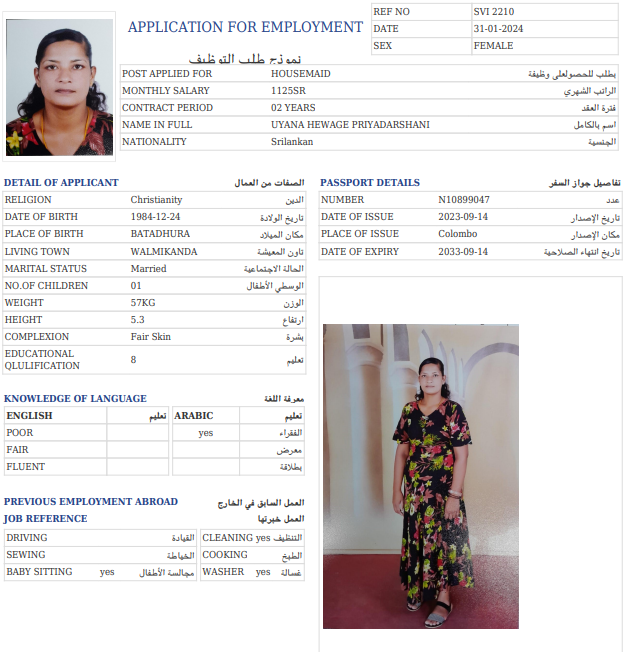 APPLICATION FOR EMPLOYMENT
نموذج طلب التوظيف
REF NO SVI 2210
DATE 31-01-2024
SEX FEMALE
POST APPLIED FOR HOUSEMAID بطلب للحصولعلى وظيفة
MONTHLY SALARY 1125SR الراتب الشهري
CONTRACT PERIOD 02 YEARS فترة العقد
NAME IN FULL UYANA HEWAGE PRIYADARSHANI اسم بالكامل
NATIONALITY Srilankan الجنسية
DETAIL OF APPLICANT الصفات من العمال
RELIGION Christianity الدين
DATE OF BIRTH 1984-12-24 تاريخ الولادة
PLACE OF BIRTH BATADHURA مكان الميلاد
LIVING TOWN WALMIKANDA تاون المعيشة
MARITAL STATUS Married الحالة الاجتماعية
NO.OF CHILDREN 01 الوسطي الأطفال
WEIGHT 57KG الوزن
HEIGHT 5.3 ارتفاع
COMPLEXION Fair Skin بشرة
EDUCATIONAL
QLULIFICATION 8 تعليم
PASSPORT DETAILS تفاصيل جواز السفر
NUMBER N10899047 عدد
DATE OF ISSUE 2023-09-14 تاريخ الإصدار
PLACE OF ISSUE Colombo مكان الإصدار
DATE OF EXPIRY 2033-09-14 تاريخ انتهاء الصلاحية
KNOWLEDGE OF LANGUAGE معرفة اللغة
ENGLISH تعليم ARABIC تعليم
POOR yes الفقراء
FAIR معرض
FLUENT بطلاقة
PREVIOUS EMPLOYMENT ABROAD العمل السابق في الخارج
JOB REFERENCE العمل خبرتها
DRIVING القيادة CLEANING yes التنظيف
SEWING الخياطة COOKING الطبخ
BABY SITTING yes مجالسة الأطفال WASHER yes غسالة